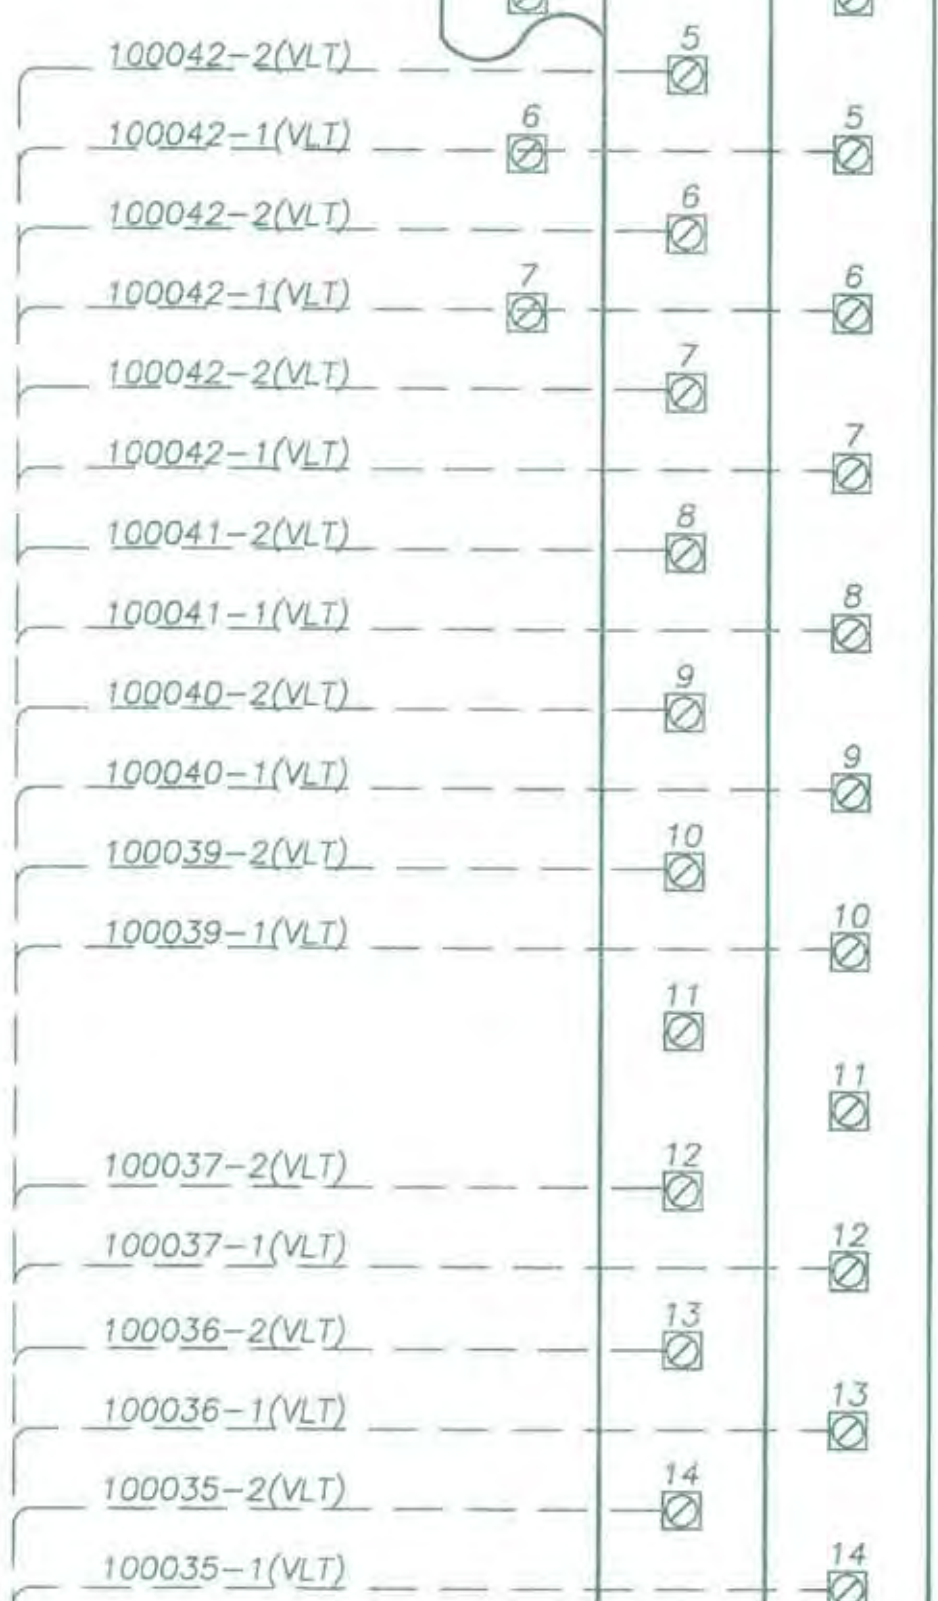 100042-2(VLT) 5
100042-1(VLT) 6 5
100042-2(VLT) 6
100042-1(VLT) 7 6
100042-2(VLT) 7
100042-1(VLT) 7
100041-2(VLT) 8
100041-1(VLT) 8
100040-2(VLT) 9
100040-1(VLT) 9
100039-2(VLT) 10
100039-1(VLT) 10
11
11
100037-2(VLT) 12
100037-1(VLT) 12
100036-2(VLT) 13
100036-1(VLT) 13
100035-2(VLT) 14
100035-1(VLT) 14